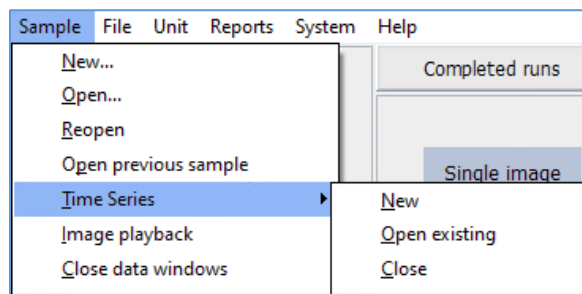 Sample File Unit Reports System Help
New...
Open...
Reopen
Open previous sample
Time Series
Image playback
Close data windows
Completed runs
Single image
New
Open existing
Close